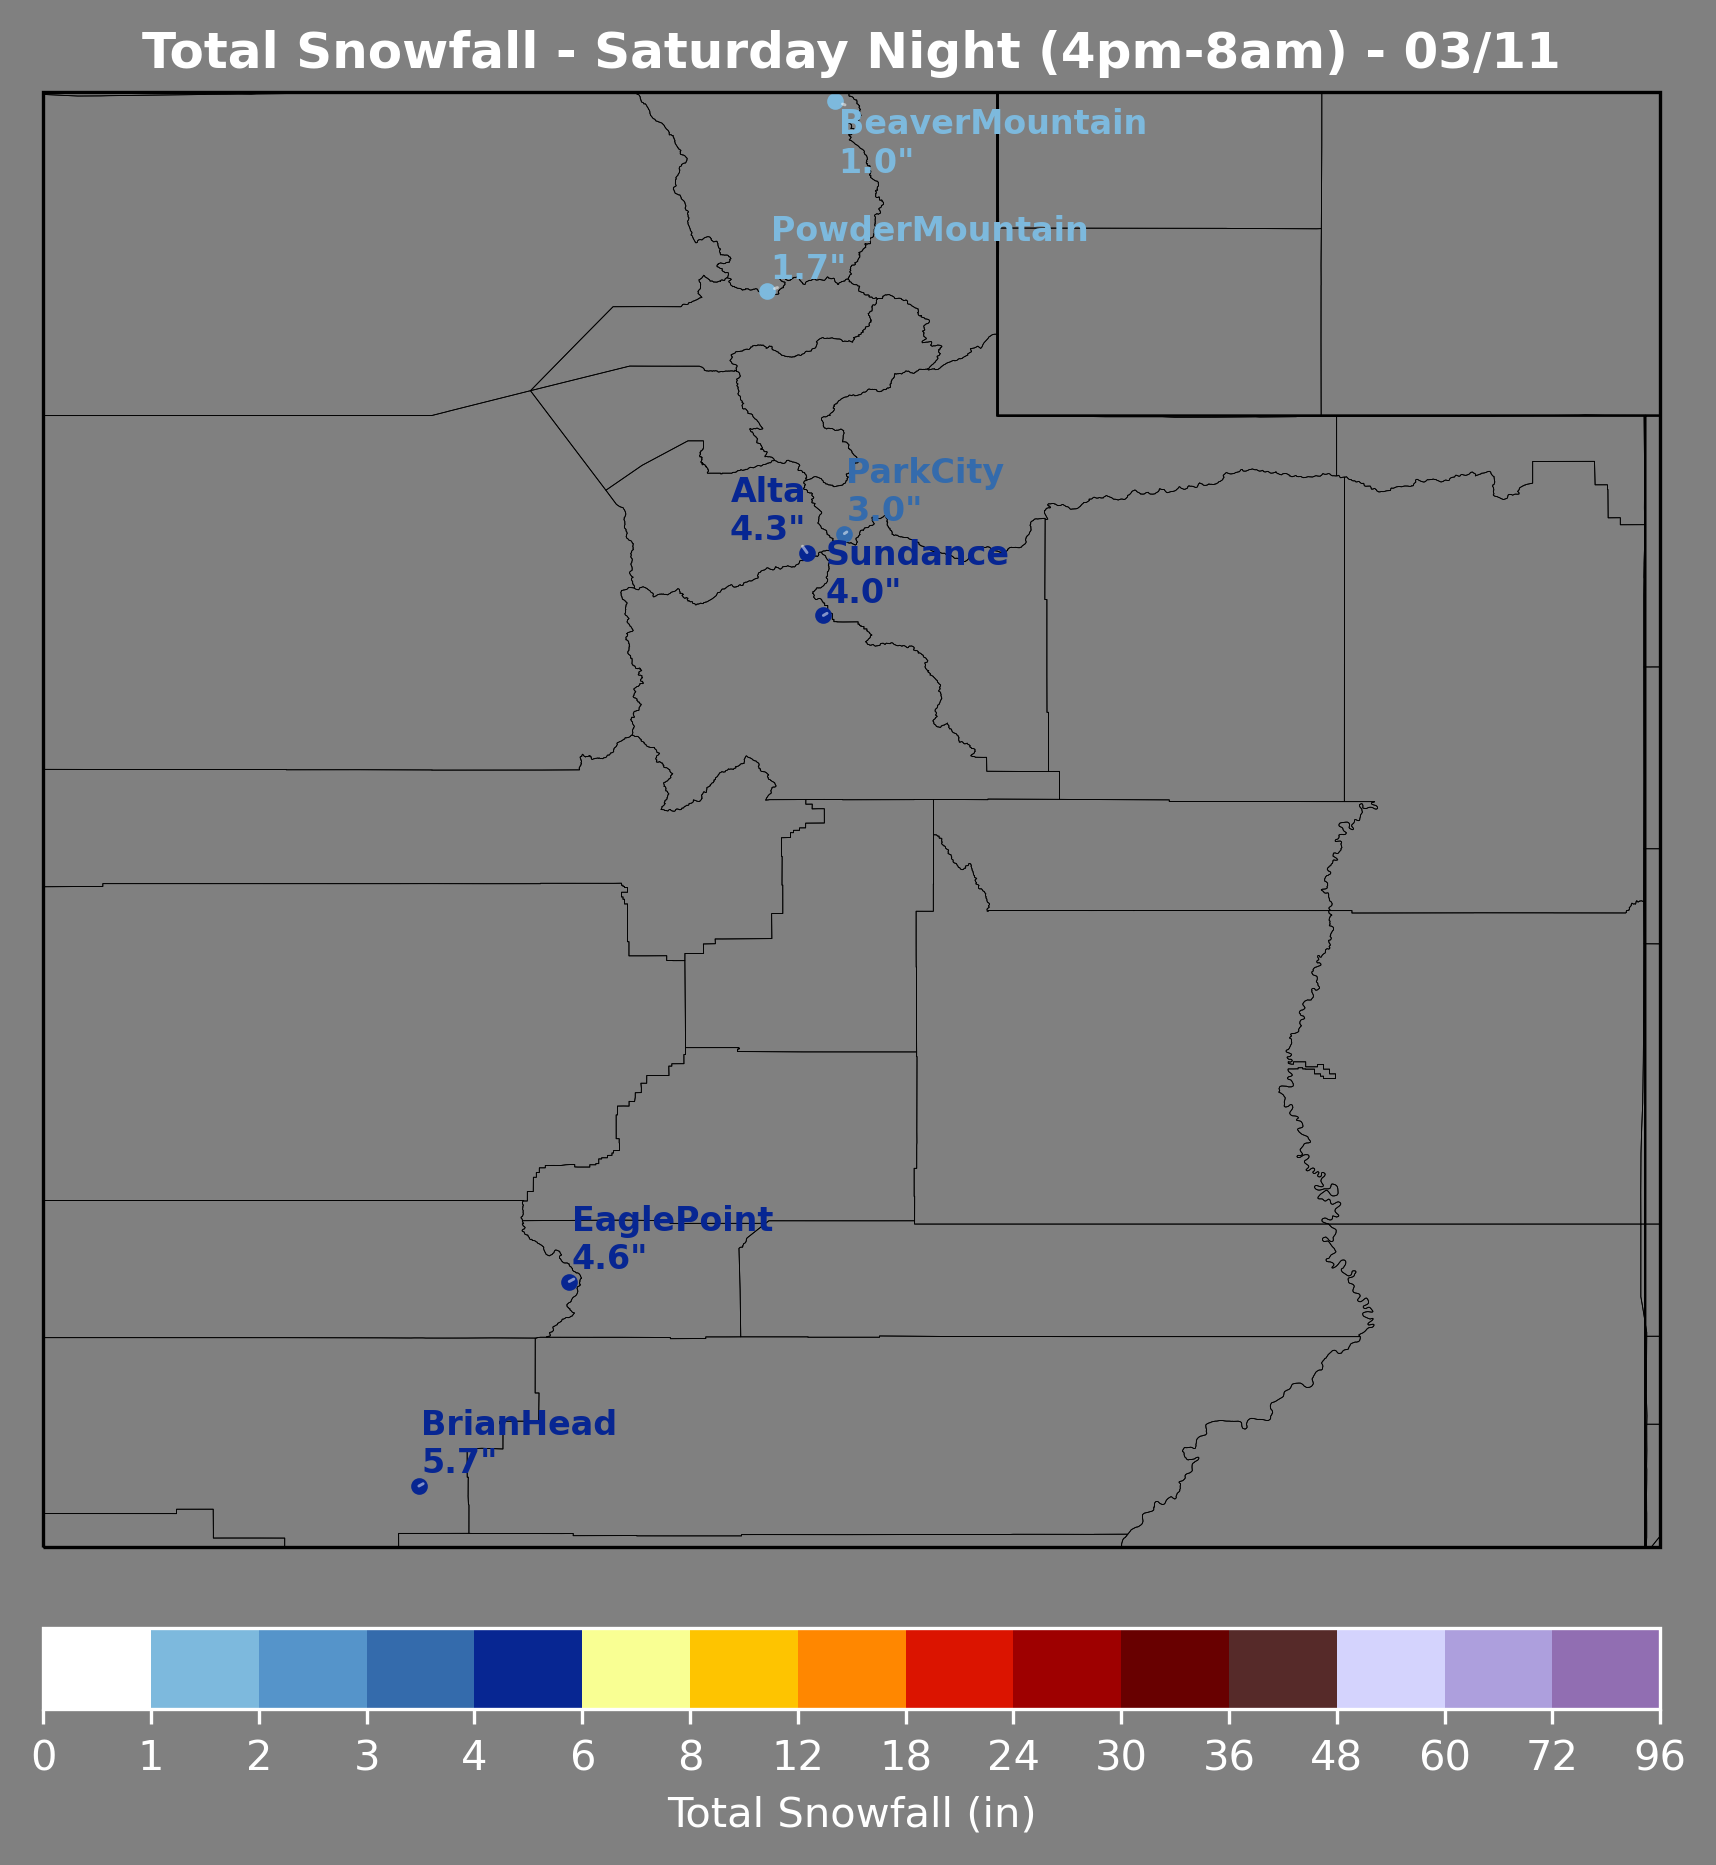 Total Snowfall - Saturday Night (4pm-8am) - 03/11
BeaverMountain
1.0"
PowderMountain
1.7"
ParkCity
3.0"
Alta
4.3"
Sundance
4.0"
EaglePoint
4.6"
BrianHead
5.7"
0 1 2 3 4 6 8 12 18 24 30 36 48 60 72 96
Total Snowfall (in)